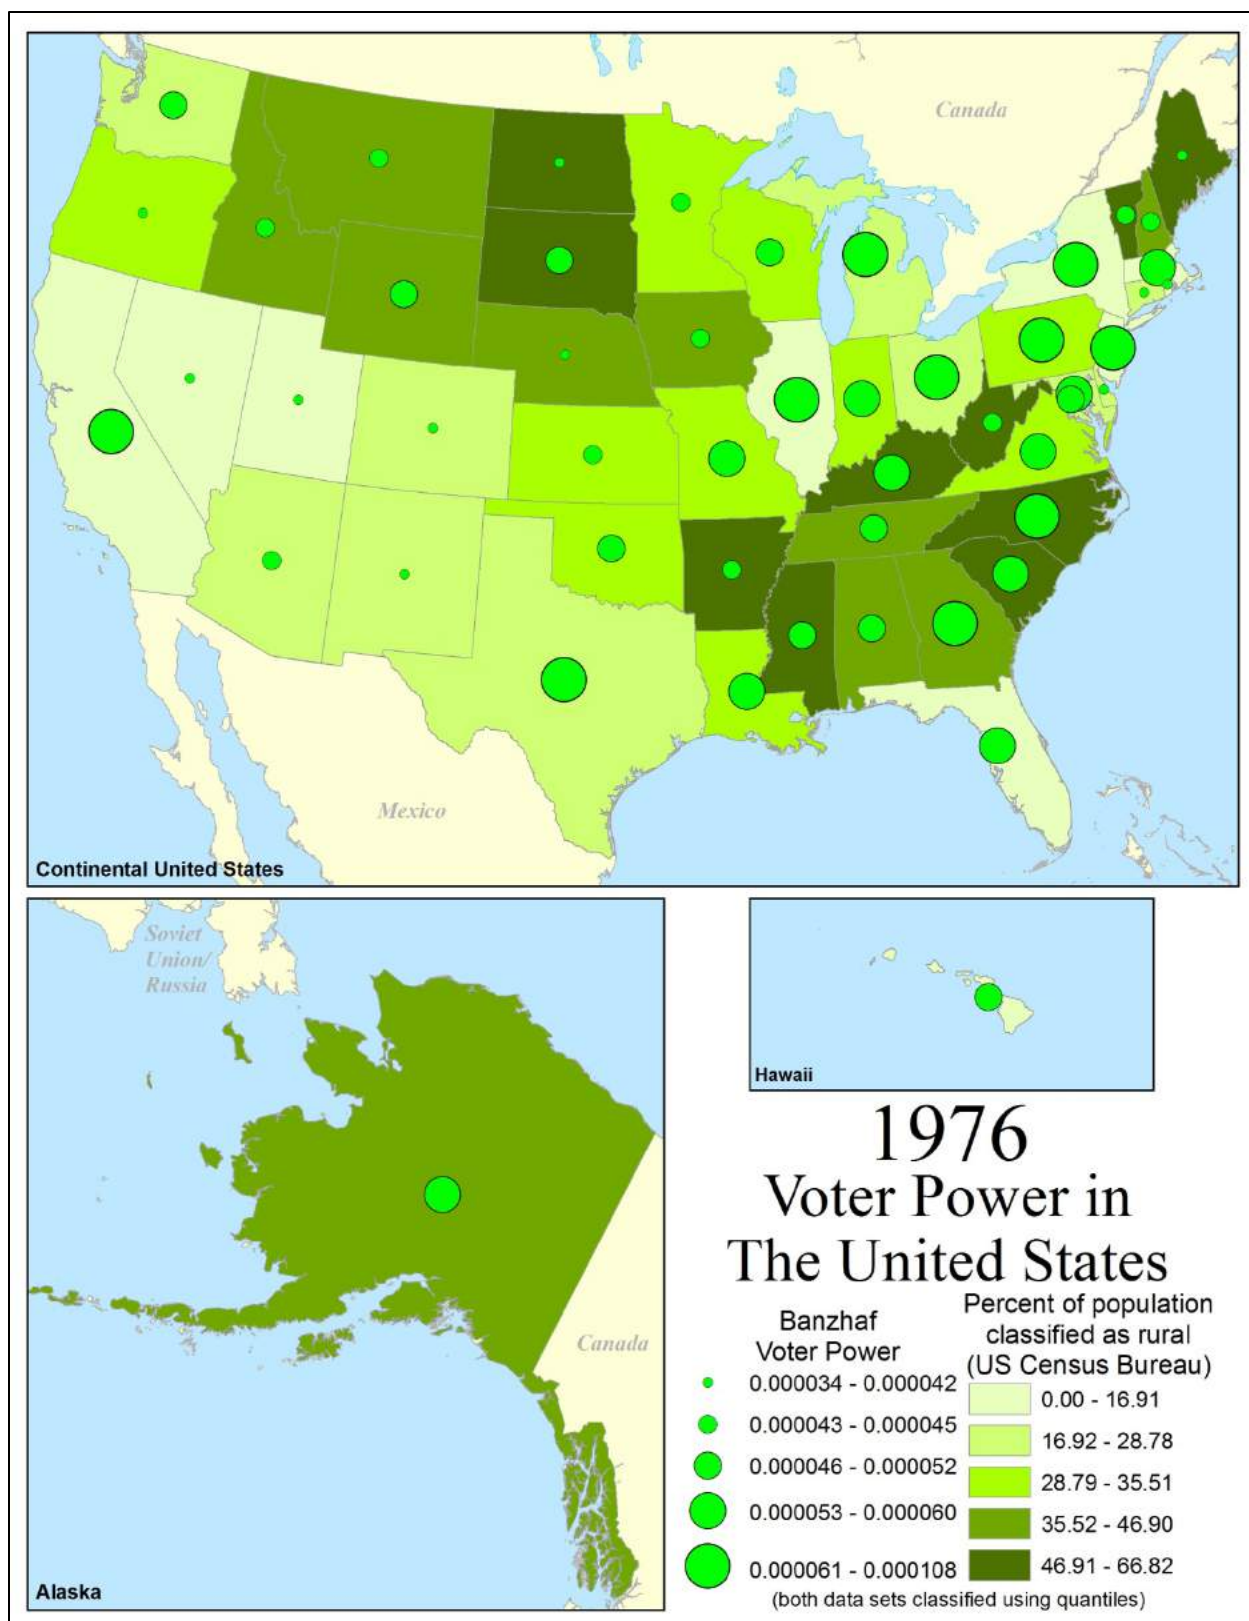 Canada
Mexico
Continental United States
Soviet
Union/
Russia
Canada
Alaska
Hawaii
1976
Voter Power in
The United States
Banzhaf
Voter Power
0.000034 - 0.000042
0.000043 - 0.000045
0.000046 - 0.000052
0.000053 - 0.000060
0.000061 - 0.000108
Percent of population
classified as rural
(US Census Bureau)
0.00 - 16.91
16.92 - 28.78
28.79 - 35.51
35.52 - 46.90
46.91 - 66.82
(both data sets classified using quantiles)